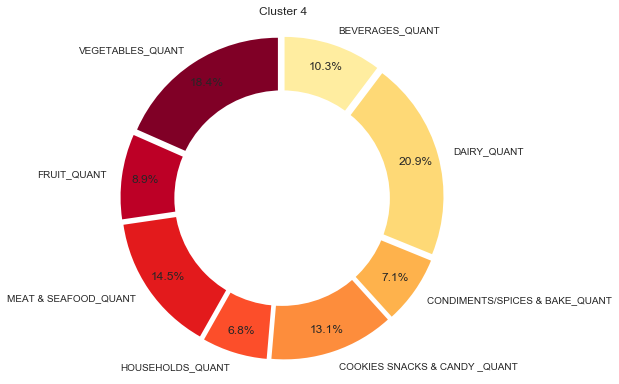 Cluster 4
BEVERAGES_QUANT
10.3%
DAIRY_QUANT
20.9%
CONDIMENTS/SPICES & BAKE_QUANT
7.1%
COOKIES SNACKS & CANDY _QUANT
13.1%
HOUSEHOLDS_QUANT
6.8%
MEAT & SEAFOOD_QUANT
14.5%
FRUIT_QUANT
8.9%
VEGETABLES_QUANT